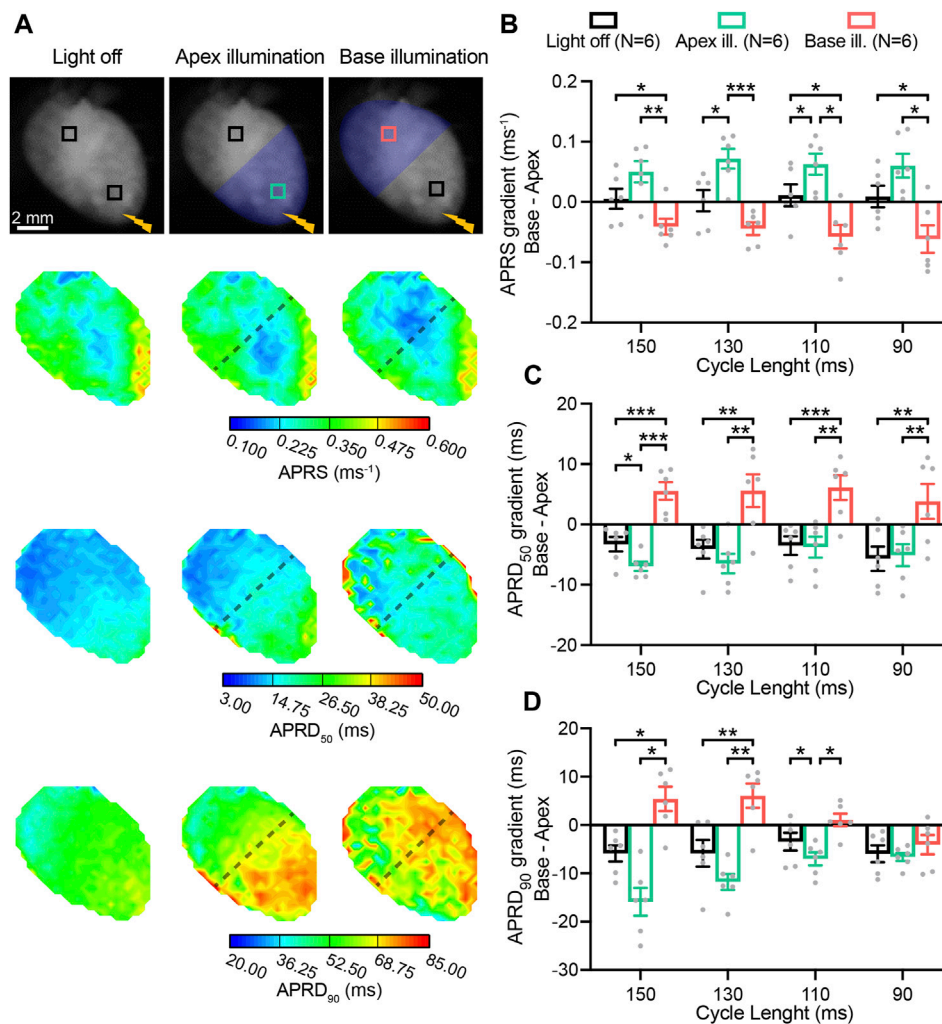 A
Light off
Apex illumination
Base illumination
2 mm
0.100 0.225 0.350 0.475 0.600
APRS (ms-1)
3.00 14.75 26.50 38.25 50.00
APRD50 (ms)
20.00 36.25 52.50 68.75 85.00
APRD90 (ms)
B
Light off (N=6) Apex ill. (N=6) Base ill. (N=6)
APRS gradient (ms-1)
Base - Apex
0.1
0.0
-0.1
-0.2
* ** * *** * * * * *
150 130 110 90
Cycle Lenght (ms)
C
APRD50 gradient (ms)
Base - Apex
20
10
0
-10
-20
*** *** * ** ** *** ** ** **
150 130 110 90
Cycle Lenght (ms)
D
APRD90 gradient (ms)
Base - Apex
20
10
0
-10
-20
-30
* * ** ** * *
150 130 110 90
Cycle Lenght (ms)